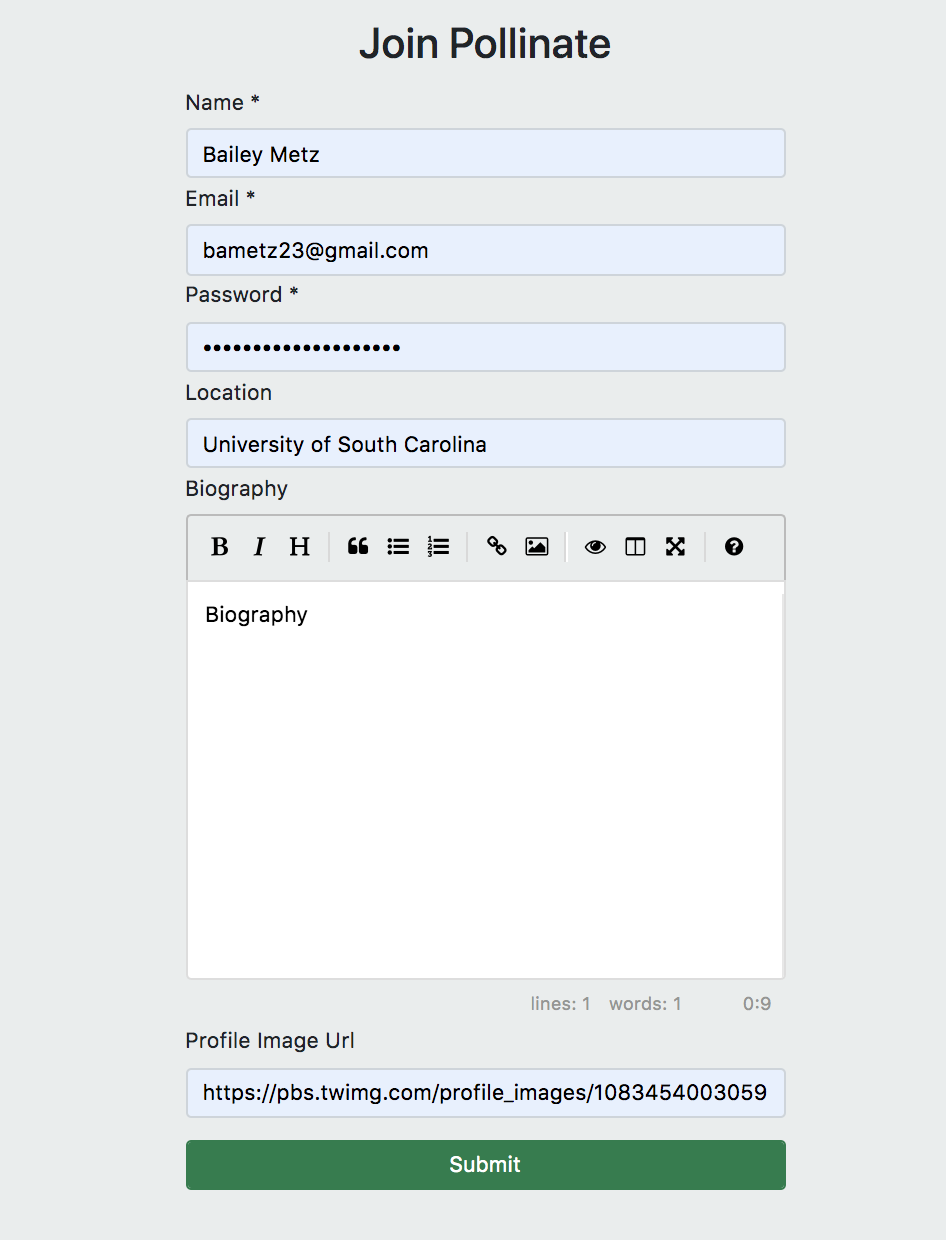 Join Pollinate
Name *
Bailey Metz
Email *
bametz23@gmail.com
Password *
••••••••••••••••••••
Location
University of South Carolina
Biography
B I H
Biography
lines: 1 words: 1 0:9
Profile Image Url
https://pbs.twimg.com/profile_images/1083454003059
Submit